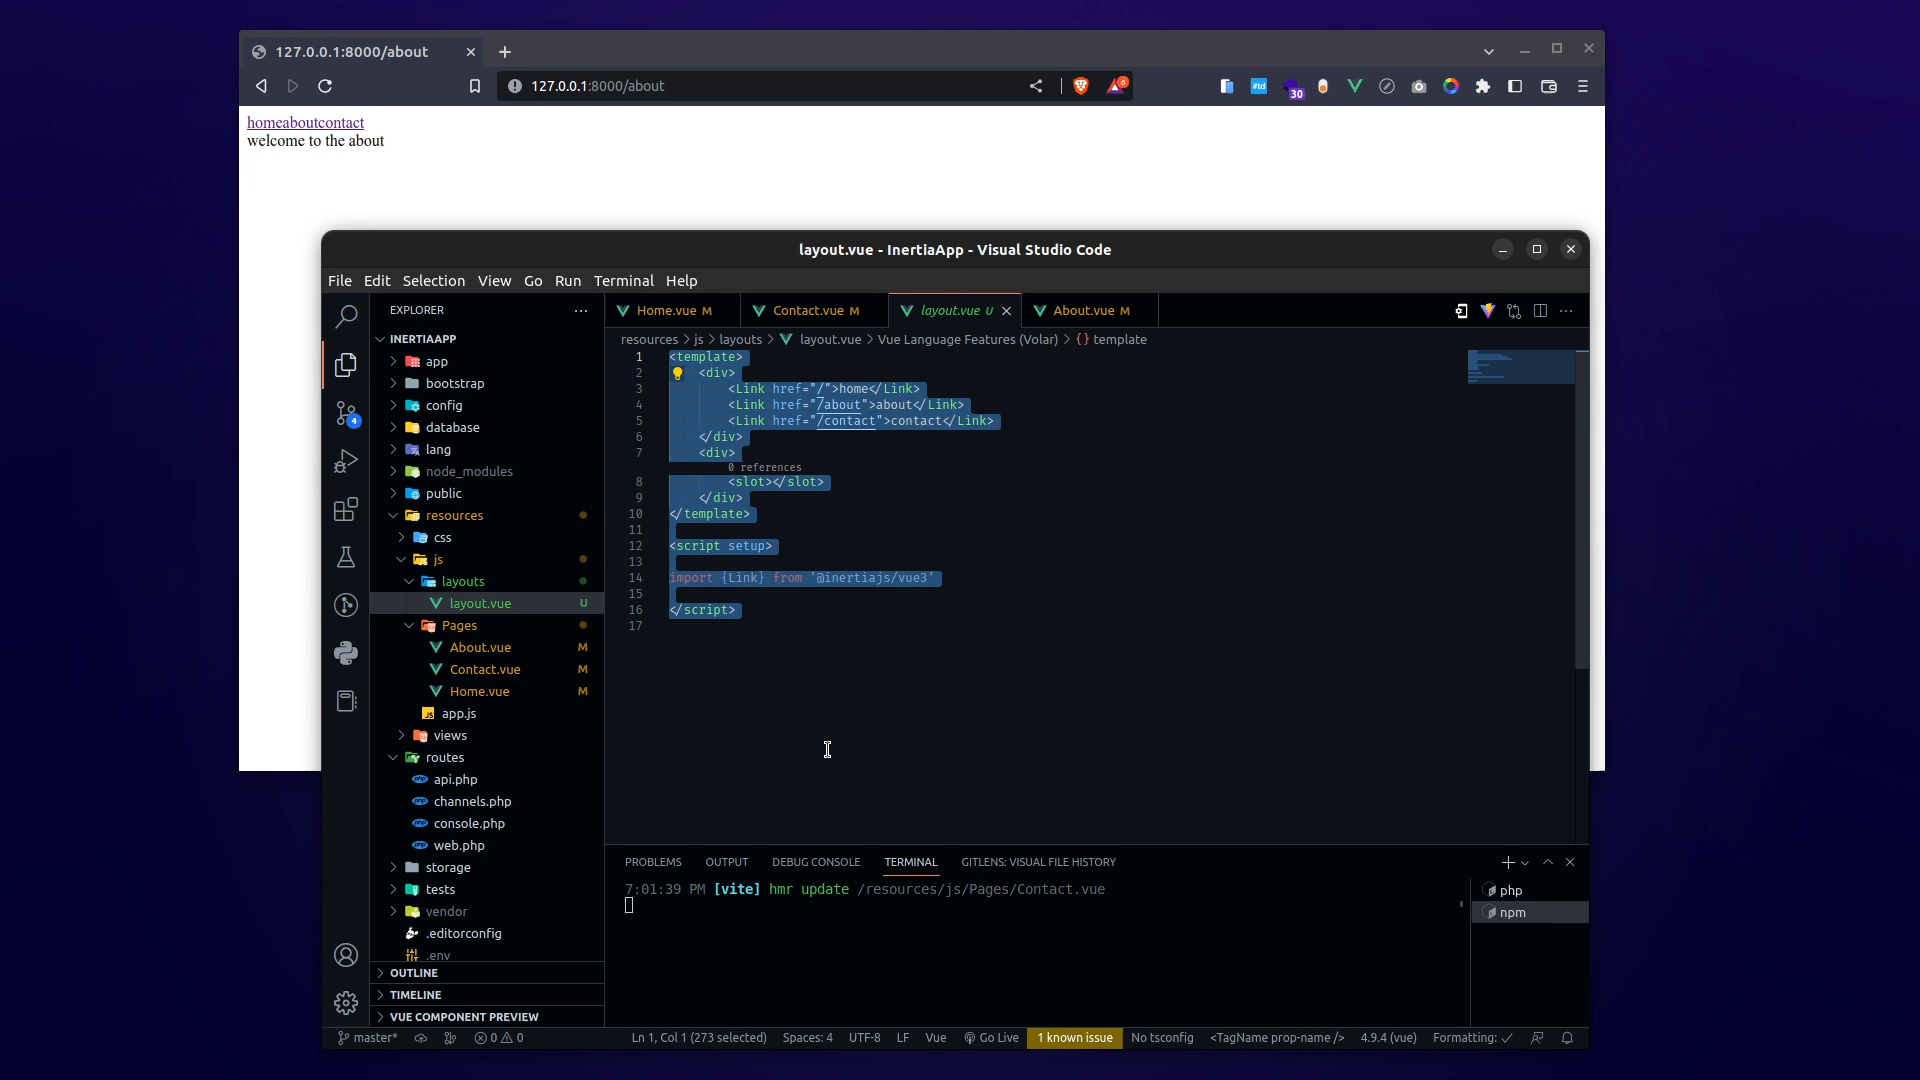 127.0.0.1:8000/about
127.0.0.1:8000/about
6
#td
30
homeaboutcontact
welcome to the about
layout.vue - InertiaApp - Visual Studio Code
File Edit Selection View Go Run Terminal Help
EXPLORER
Home.vue M
Contact.vue M
layout.vue U
About.vue M
INERTIAAPP
resources > js > layouts > layout.vue > Vue Language Features (Volar) > {} template
app
bootstrap
config
database
lang
node_modules
public
resources
css
js
layouts
layout.vue U
Pages
About.vue M
Contact.vue M
Home.vue M
app.js
views
routes
api.php
channels.php
console.php
web.php
storage
tests
vendor
.editorconfig
.env
OUTLINE
TIMELINE
VUE COMPONENT PREVIEW
4
1 <template>
2 <div>
3 <Link href="/">home</Link>
4 <Link href="/about">about</Link>
5 <Link href="/contact">contact</Link>
6 </div>
7 <div>
0 references
8 <slot></slot>
9 </div>
10 </template>
11
12 <script setup>
13
14 import {Link} from '@inertiajs/vue3'
15
16 </script>
17
PROBLEMS OUTPUT DEBUG CONSOLE TERMINAL GITLENS: VISUAL FILE HISTORY
7:01:39 PM [vite] hmr update /resources/js/Pages/Contact.vue
php
npm
master* 0 0 Ln 1, Col 1 (273 selected) Spaces: 4 UTF-8 LF Vue Go Live 1 known issue No tsconfig <TagName prop-name /> 4.9.4 (vue) Formatting: ✓